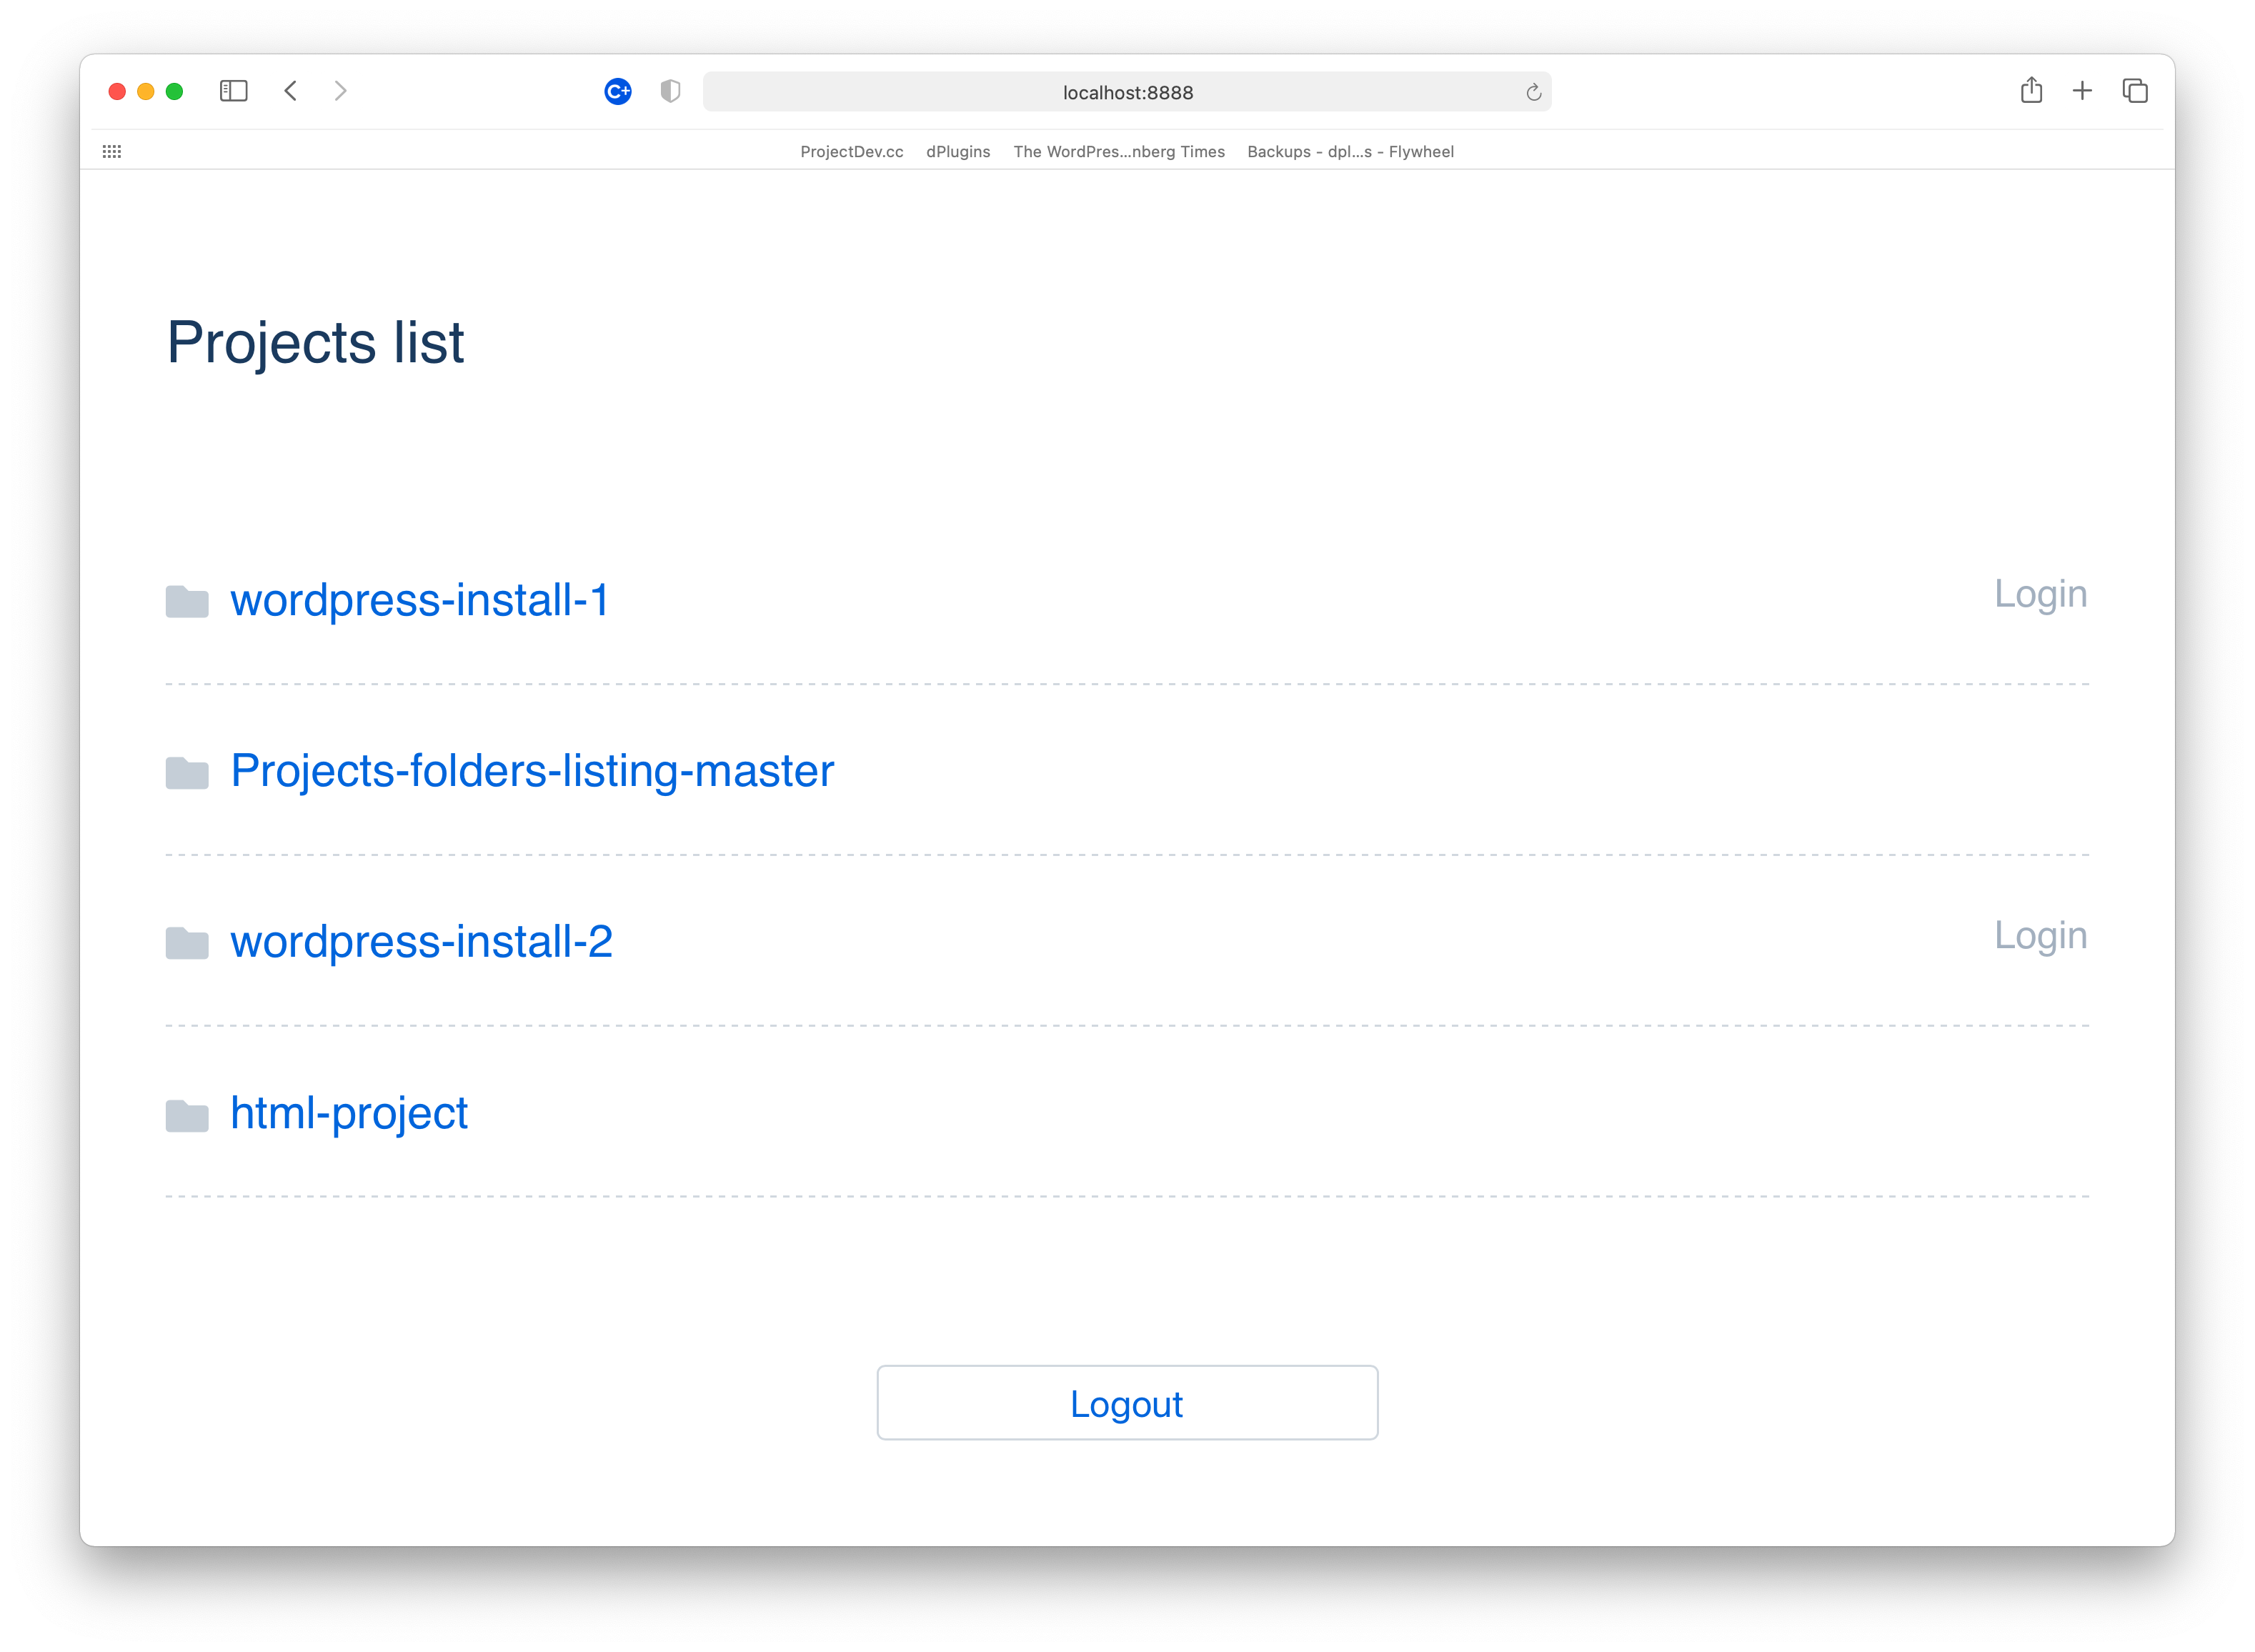 C+
localhost:8888
ProjectDev.cc dPlugins The WordPres...nberg Times Backups - dpl...s - Flywheel
Projects list
wordpress-install-1 Login
Projects-folders-listing-master
wordpress-install-2 Login
html-project
Logout